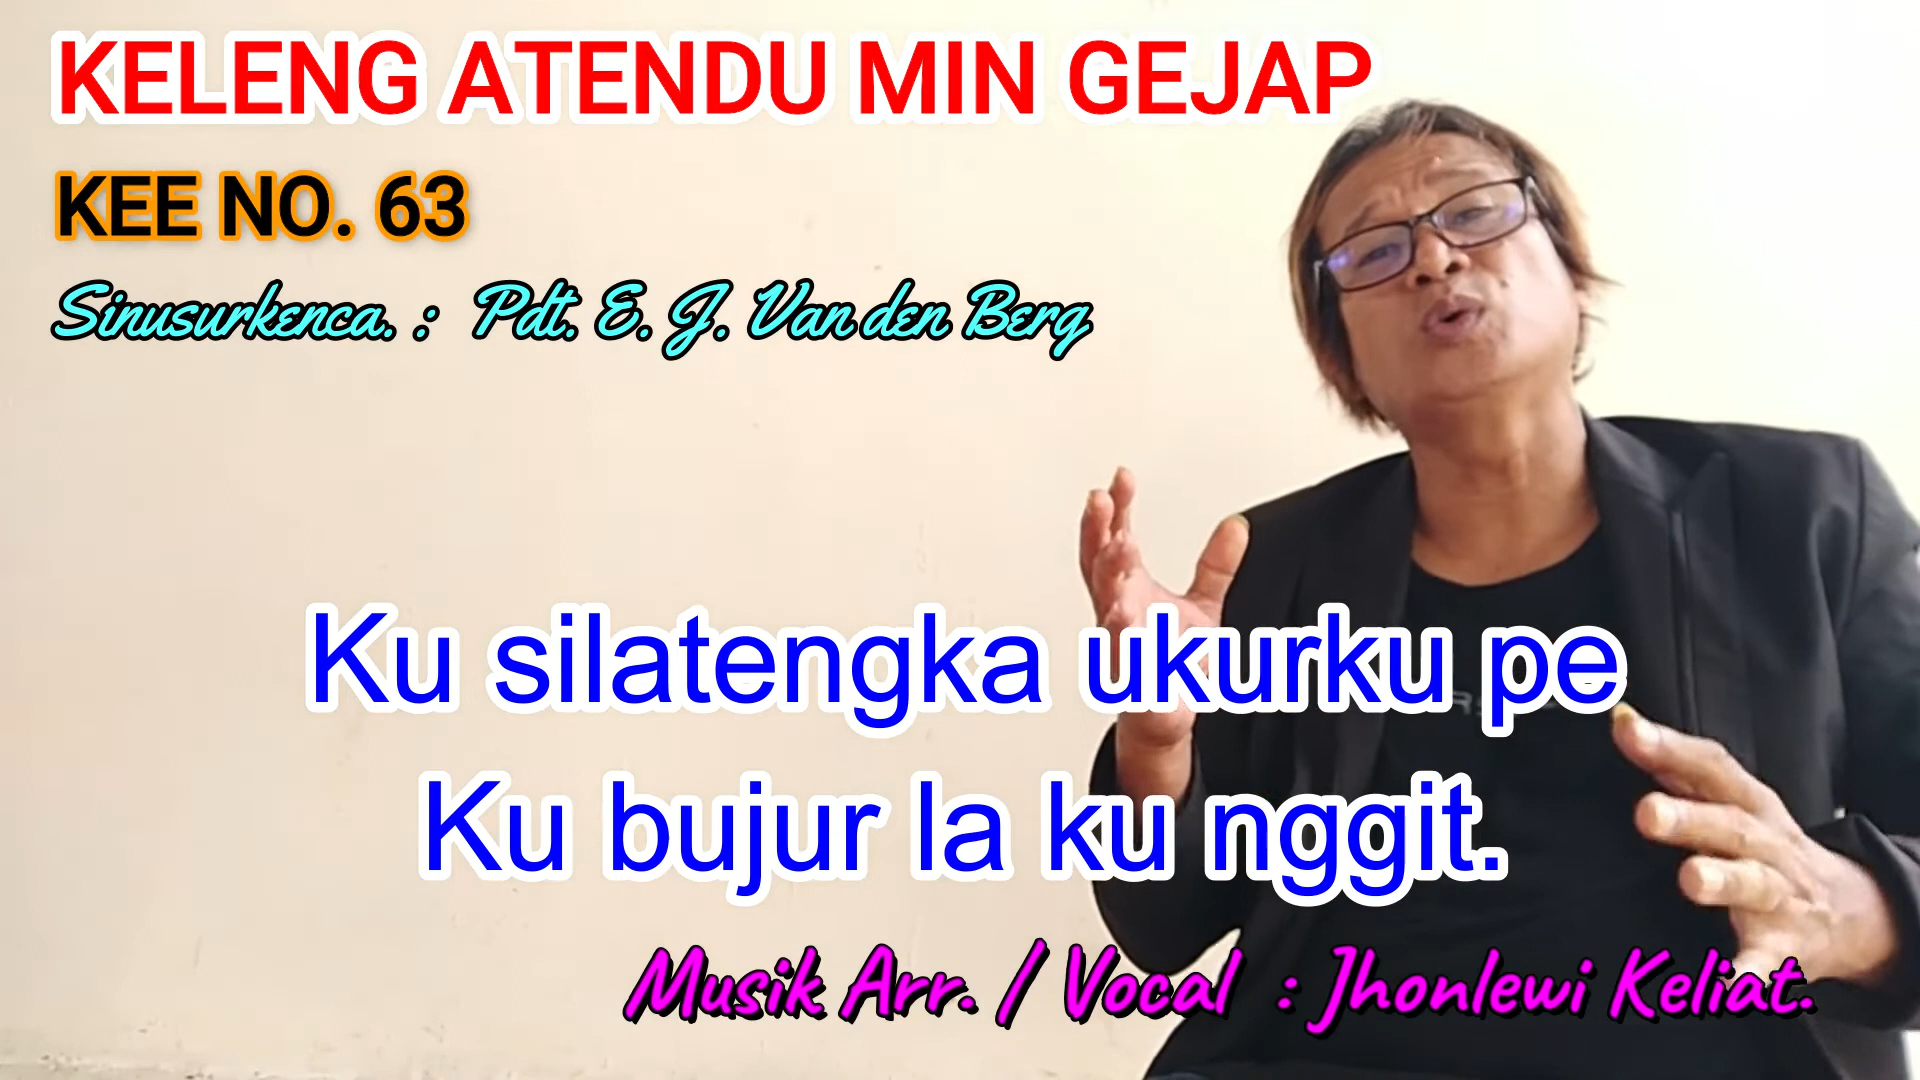 KELENG ATENDU MIN GEJAP
KEE NO. 63
Sinusurkenca. : Pdt. E. J. Van den Berg
Ku silatengka ukurku pe
Ku bujur la ku nggit.
Musik Arr. / Vocal : Jhonlewi Keliat.